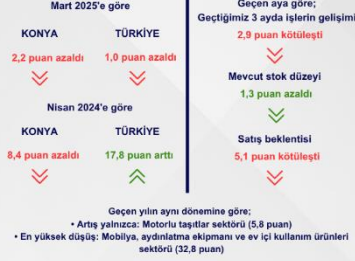 Mart 2025'e göre
KONYA
TÜRKİYE
2,2 puan azaldı
1,0 puan azaldı
Nisan 2024'e göre
KONYA
TÜRKİYE
8,4 puan azaldı
17,8 puan arttı
Geçen aya göre;
Geçtiğimiz 3 ayda işlerin gelişimi
2,9 puan kötüleşti
Mevcut stok düzeyi
1,3 puan azaldı
Satış beklentisi
5,1 puan kötüleşti
Geçen yılın aynı dönemine göre;
• Artış yalnızca: Motorlu taşıtlar sektörü (5,8 puan)
• En yüksek düşüş: Mobilya, aydınlatma ekipmanı ve ev içi kullanım ürünleri
sektörü (32,8 puan)